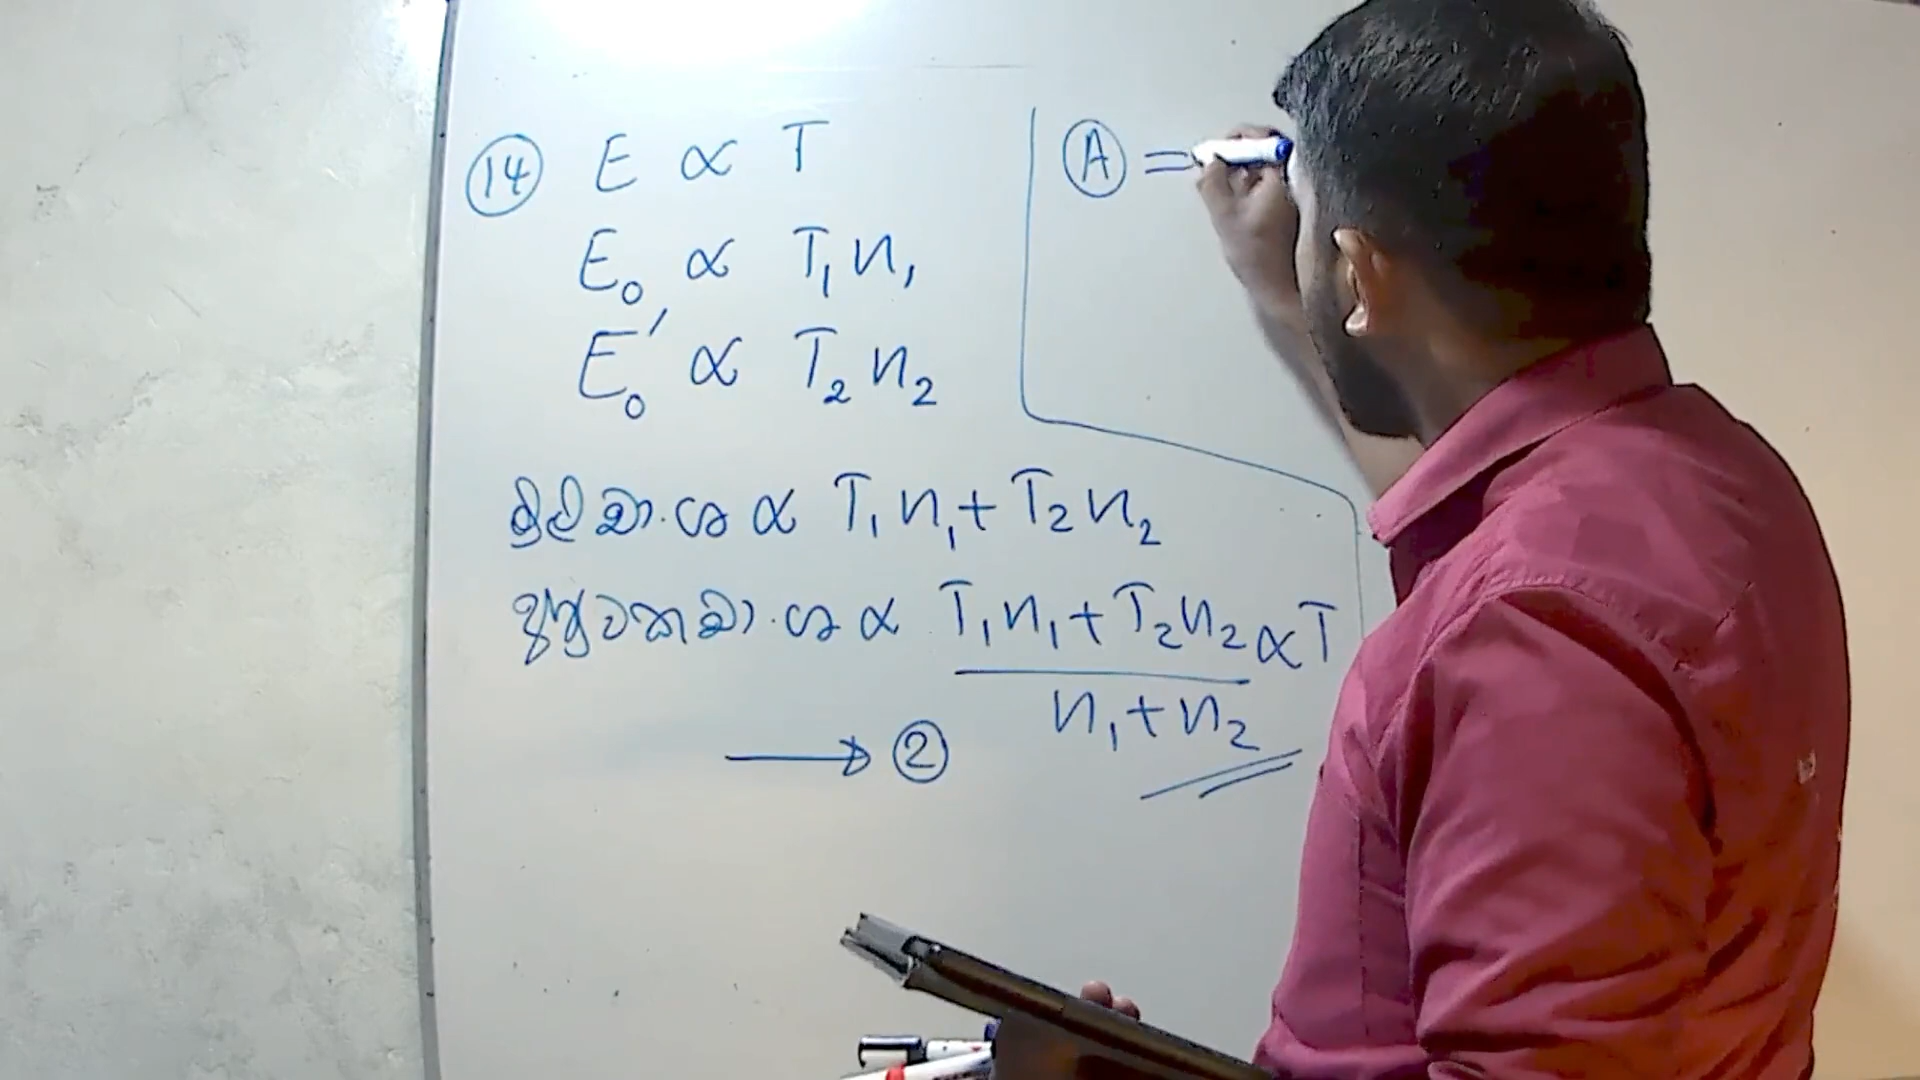 14 E ∝ T
E₀ ∝ T₁n₁
E₀′ ∝ T₂n₂
මුළු චා.ශ ∝ T₁n₁+T₂n₂
චා.ශ ∝ T₁n₁+T₂n₂ / n₁+n₂ ∝T
⟶ 2
A =